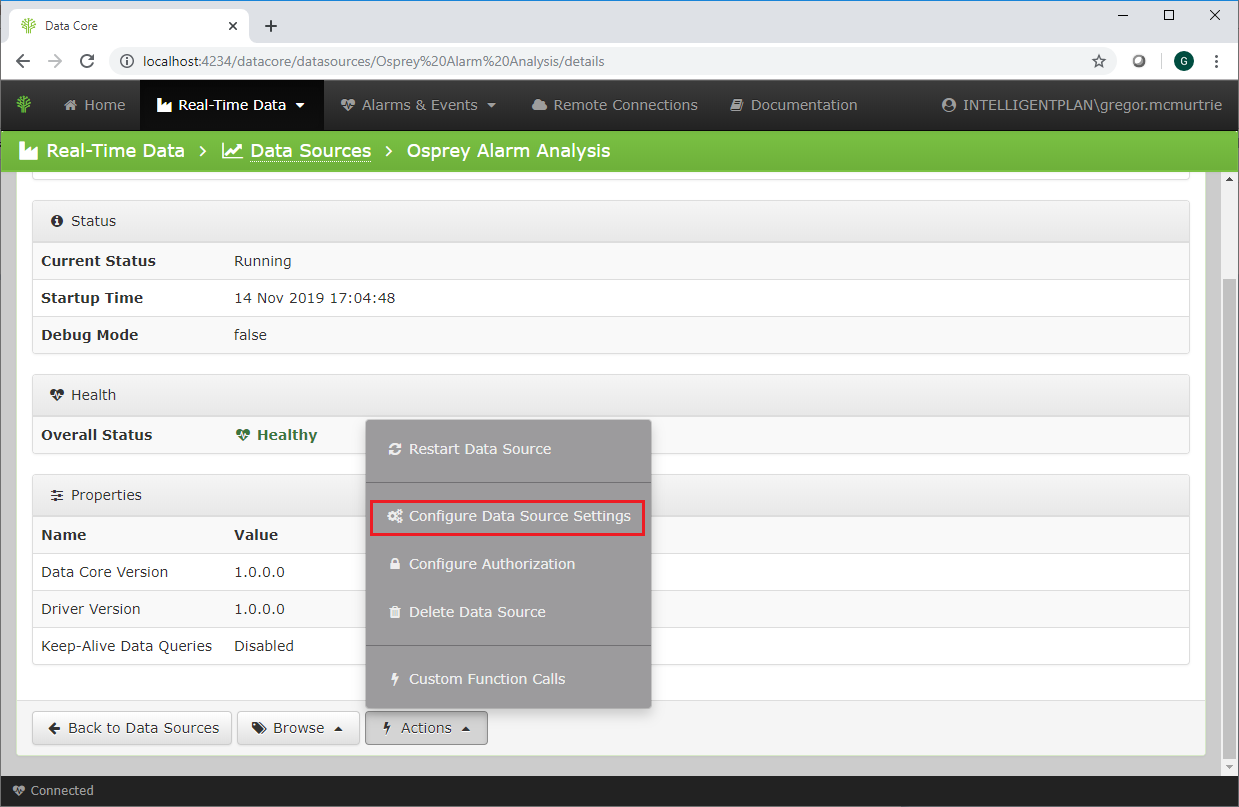 Data Core
localhost:4234/datacore/datasources/Osprey%20Alarm%20Analysis/details
G
Home
Real-Time Data
Alarms & Events
Remote Connections
Documentation
INTELLIGENTPLAN\gregor.mcmurtrie
Real-Time Data > Data Sources > Osprey Alarm Analysis
Status
Current Status Running
Startup Time 14 Nov 2019 17:04:48
Debug Mode false
Health
Overall Status Healthy
Properties
Name Value
Data Core Version 1.0.0.0
Driver Version 1.0.0.0
Keep-Alive Data Queries Disabled
Restart Data Source
Configure Data Source Settings
Configure Authorization
Delete Data Source
Custom Function Calls
Back to Data Sources
Browse
Actions
Connected